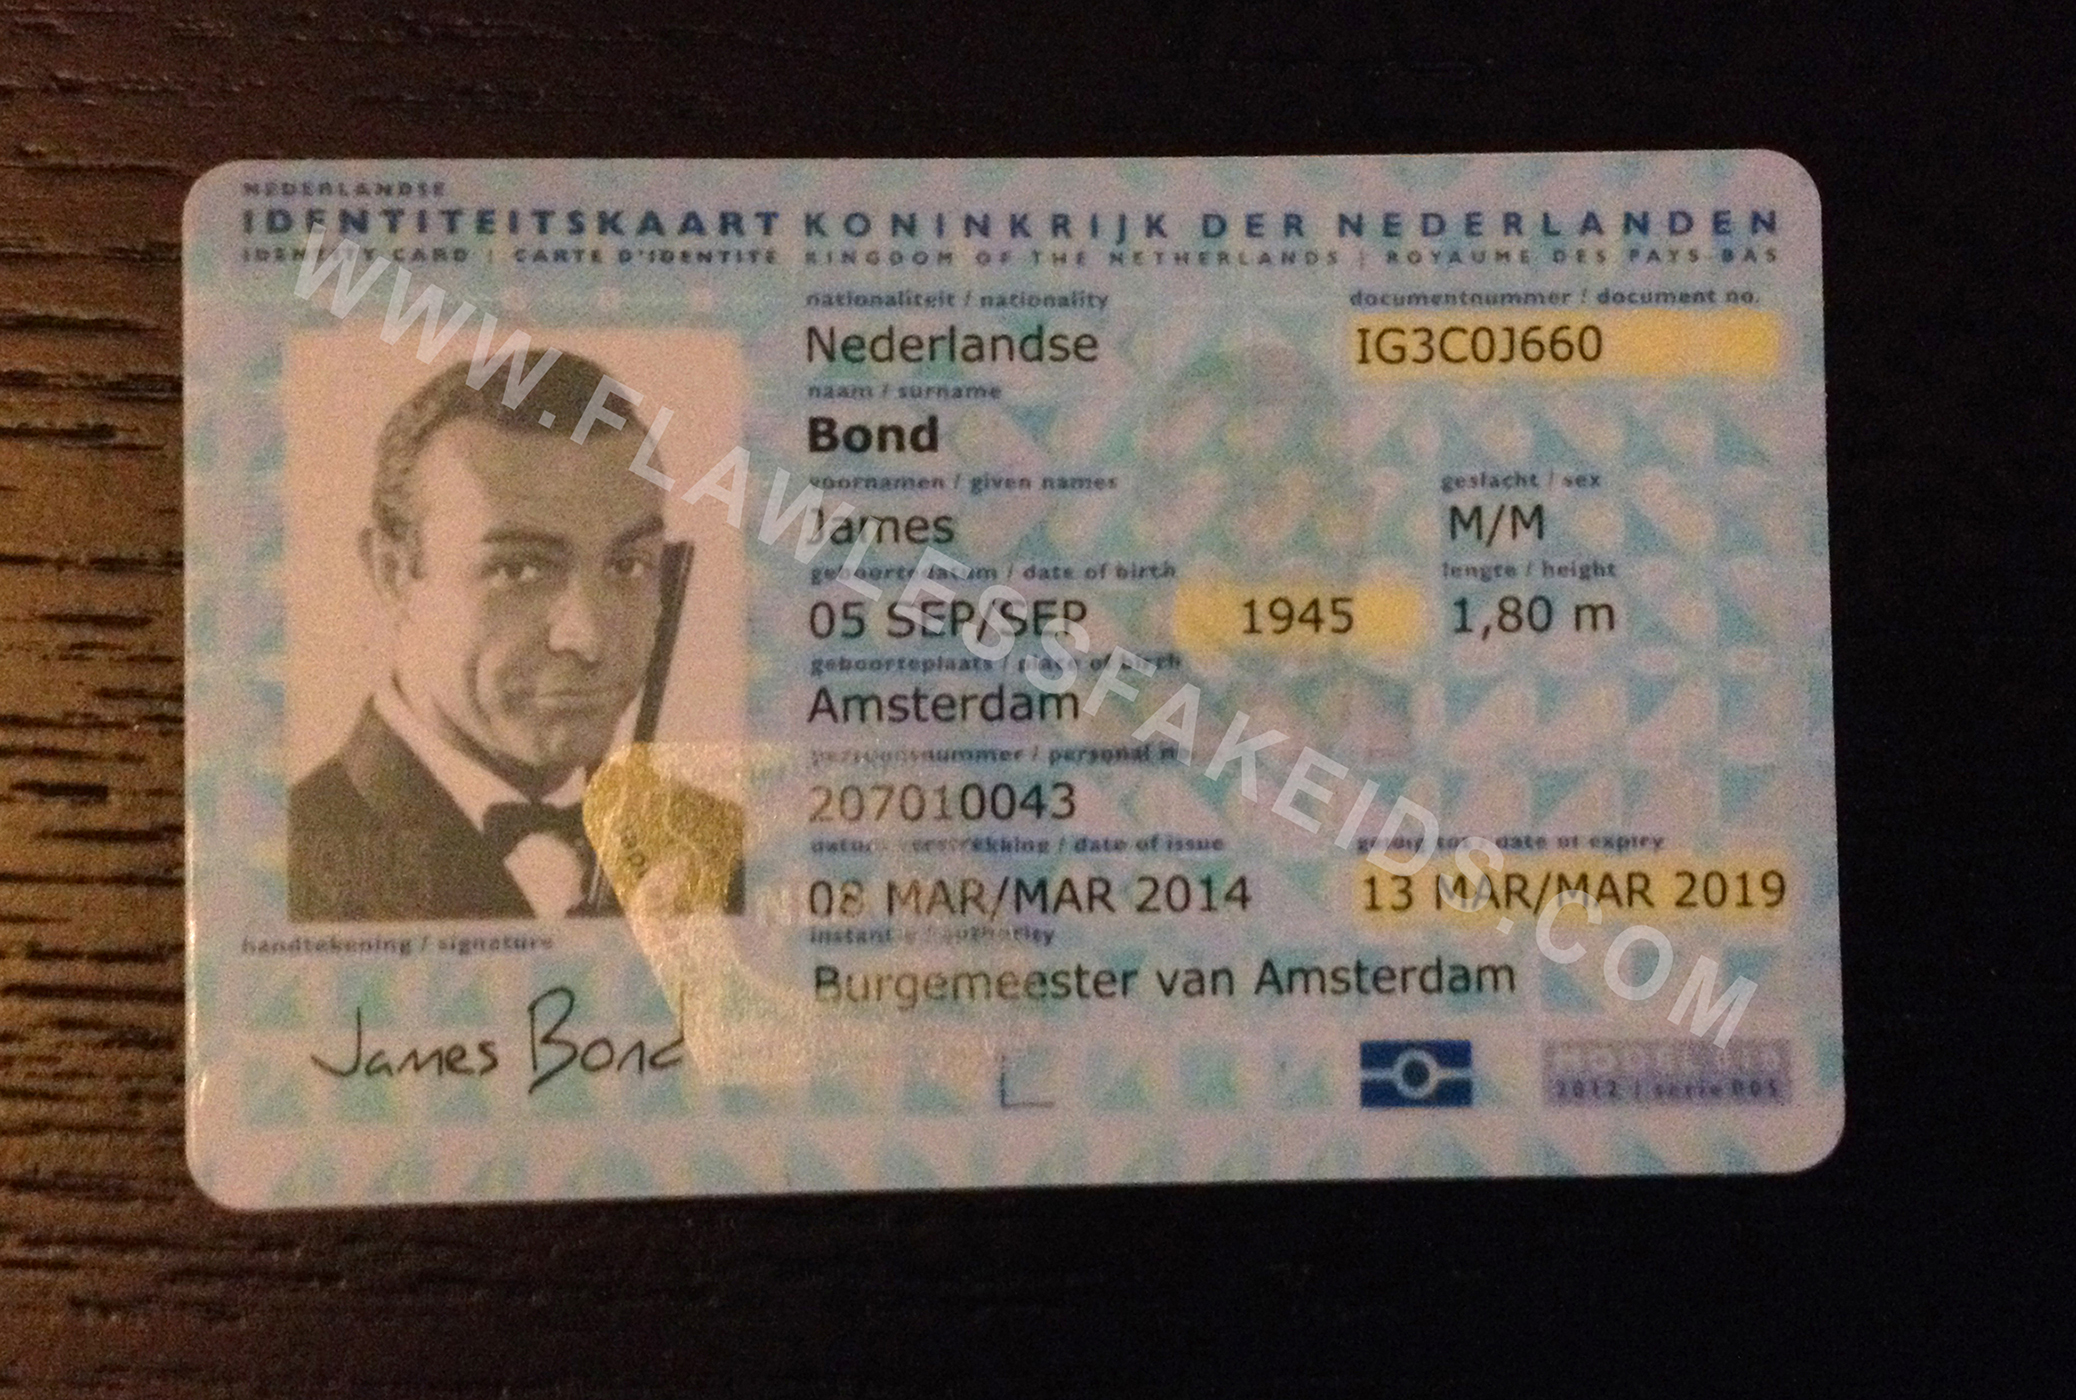 NEDERLANDSE
IDENTITEITSKAART KONINKRIJK DER NEDERLANDEN
IDENTITY CARD | CARTE D'IDENTITÉ KINGDOM OF THE NETHERLANDS | ROYAUME DES PAYS-BAS
nationaliteit / nationality documentnummer / document no.
Nederlandse IG3C0J660
naam / surname
Bond
voornamen / given names geslacht / sex
James M/M
geboortedatum / date of birth lengte / height
05 SEP/SEP 1945 1,80 m
geboorteplaats / place of birth
Amsterdam
persoonsnummer / personal no.
207010043
datum verstrekking / date of issue geldig tot / date of expiry
08 MAR/MAR 2014 13 MAR/MAR 2019
instantie / authority
Burgemeester van Amsterdam
handtekening / signature
James Bond
2012 / serie 005
WWW.FLAWLESSFAKEIDS.COM